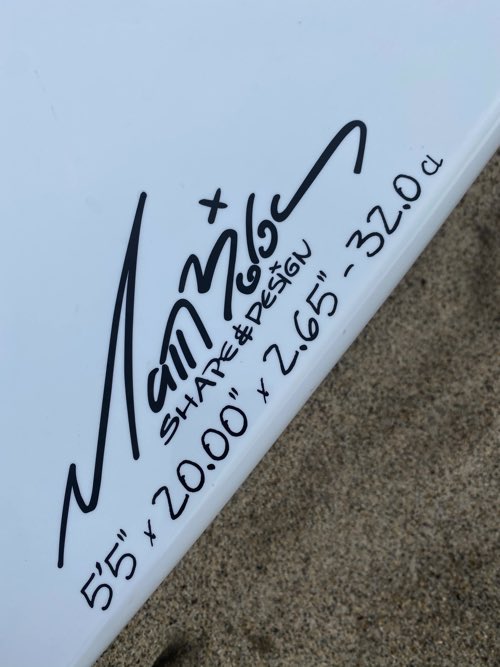 SHAPE & DESIGN
5'5" x 20.00" x 2.65" - 32.0 CL